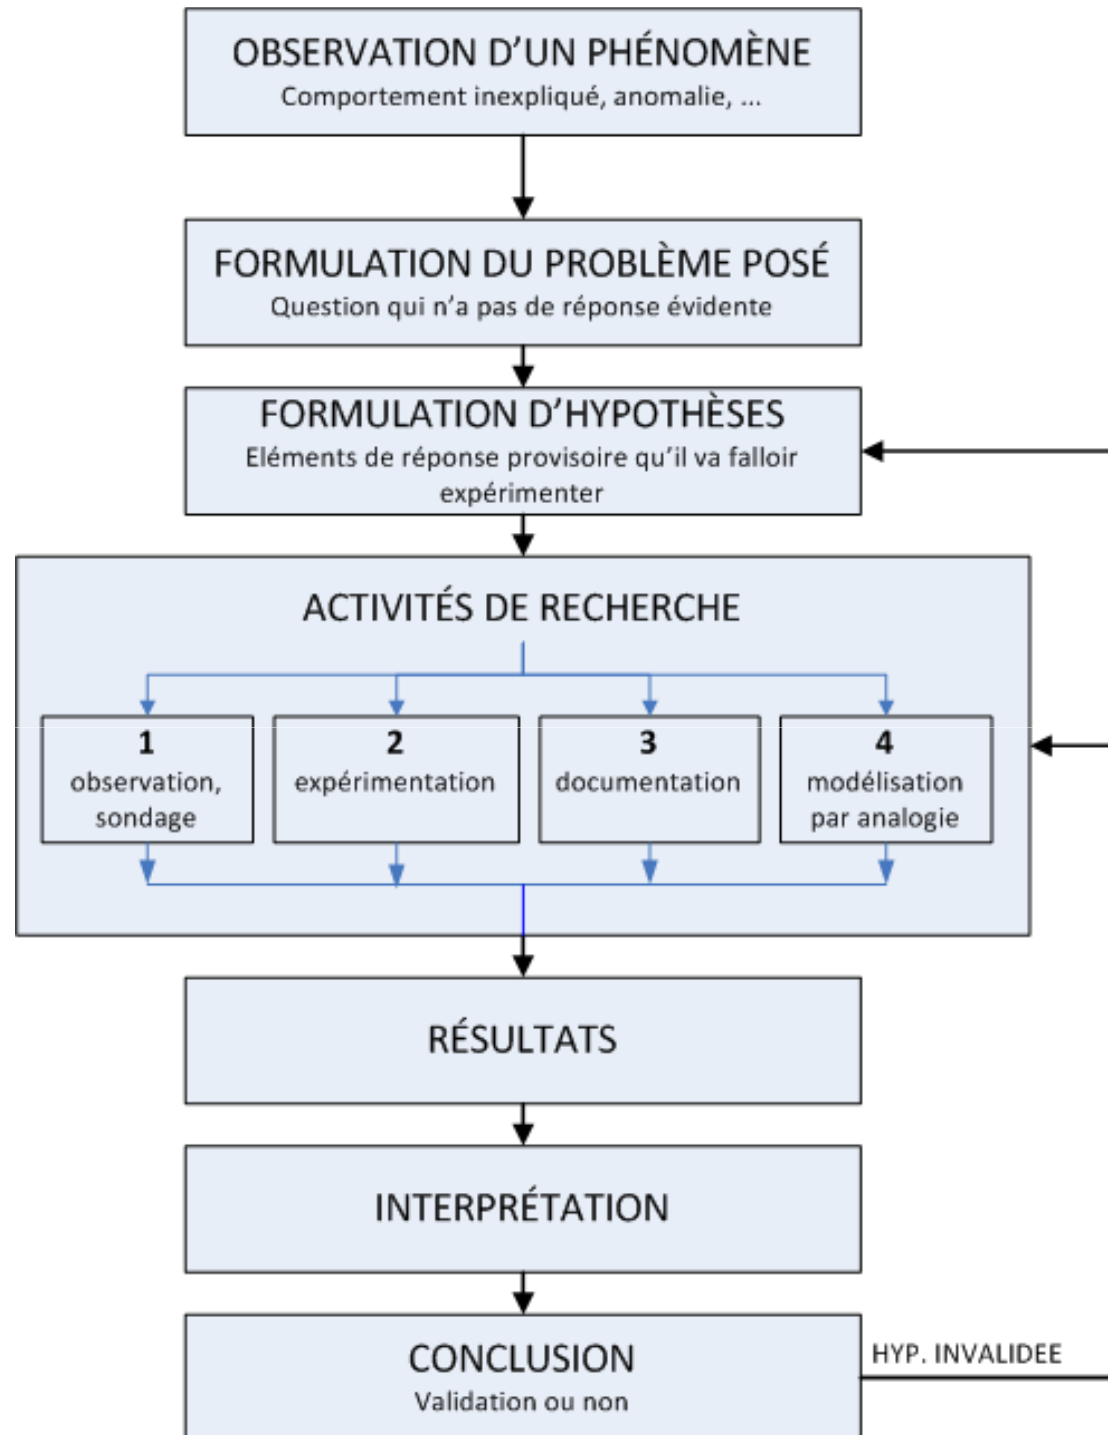 OBSERVATION D’UN PHÉNOMÈNE
Comportement inexpliqué, anomalie, ...
FORMULATION DU PROBLÈME POSÉ
Question qui n’a pas de réponse évidente
FORMULATION D’HYPOTHÈSES
Eléments de réponse provisoire qu’il va falloir
expérimenter
ACTIVITÉS DE RECHERCHE
1
observation,
sondage
2
expérimentation
3
documentation
4
modélisation
par analogie
RÉSULTATS
INTERPRÉTATION
CONCLUSION
Validation ou non
HYP. INVALIDEE